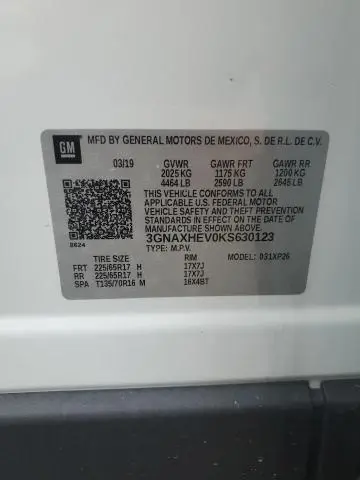 GM
MFD BY GENERAL MOTORS DE MEXICO, S. DE R.L. DE C.V.
03/19 GVWR GAWR FRT GAWR RR
2025 KG 1175 KG 1200 KG
4464 LB 2590 LB 2646 LB
THIS VEHICLE CONFORMS TO ALL
APPLICABLE U.S. FEDERAL MOTOR
VEHICLE SAFETY AND THEFT PREVENTION
STANDARDS IN EFFECT ON THE DATE
OF MANUFACTURE SHOWN ABOVE.
8624 3GNAXHEV0KS630123
TYPE: M.P.V. MODEL: 031XP26
TIRE SIZE RIM
FRT 225/65R17 H 17X7J
RR 225/65R17 H 17X7J
SPA T135/70R16 M 16X4BT